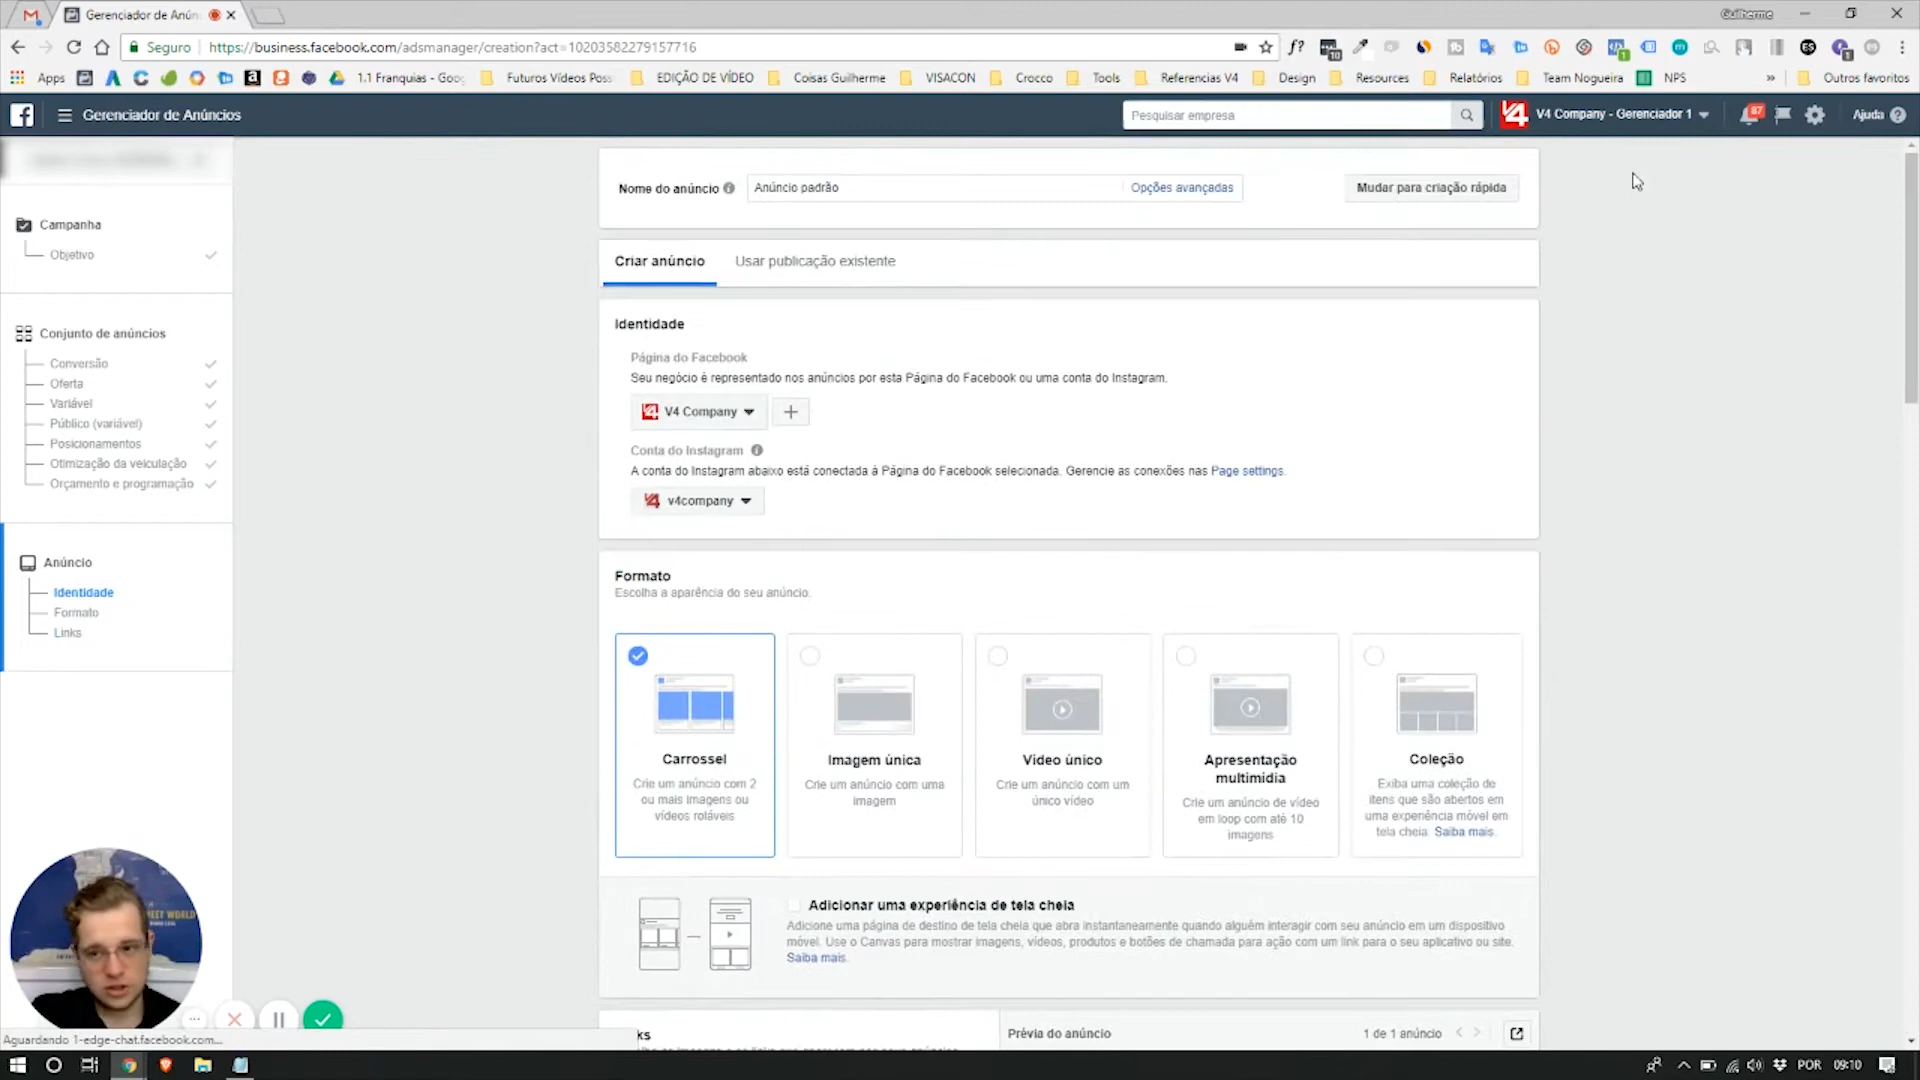 Gerenciador de Anún
Guilherme
Seguro
https://business.facebook.com/adsmanager/creation?act=10203582279157716
Apps
1.1 Franquias - Goog
Futuros Vídeos Poss
EDIÇÃO DE VÍDEO
Coisas Guilherme
VISACON
Crocco
Tools
Referencias V4
Design
Resources
Relatórios
Team Nogueira
NPS
»
Outros favoritos
Gerenciador de Anúncios
Pesquisar empresa
V4 Company - Gerenciador 1
87
Ajuda
Nome do anúncio
Anúncio padrão
Opções avançadas
Mudar para criação rápida
Campanha
Objetivo
Criar anúncio
Usar publicação existente
Conjunto de anúncios
Conversão
Oferta
Variável
Público (variável)
Posicionamentos
Otimização da veiculação
Orçamento e programação
Identidade
Página do Facebook
Seu negócio é representado nos anúncios por esta Página do Facebook ou uma conta do Instagram.
V4 Company
Conta do Instagram
A conta do Instagram abaixo está conectada à Página do Facebook selecionada. Gerencie as conexões nas Page settings.
v4company
Anúncio
Identidade
Formato
Links
Formato
Escolha a aparência do seu anúncio.
Carrossel
Crie um anúncio com 2
ou mais imagens ou
vídeos roláveis
Imagem única
Crie um anúncio com uma
imagem
Vídeo único
Crie um anúncio com um
único vídeo
Apresentação
multimídia
Crie um anúncio de vídeo
em loop com até 10
imagens
Coleção
Exiba uma coleção de
itens que são abertos em
uma experiência móvel em
tela cheia. Saiba mais.
Adicionar uma experiência de tela cheia
Adicione uma página de destino de tela cheia que abra instantaneamente quando alguém interagir com seu anúncio em um dispositivo
móvel. Use o Canvas para mostrar imagens, vídeos, produtos e botões de chamada para ação com um link para o seu aplicativo ou site.
Saiba mais.
ks
Prévia do anúncio
1 de 1 anúncio
Aguardando 1-edge-chat.facebook.com...
POR
09:10